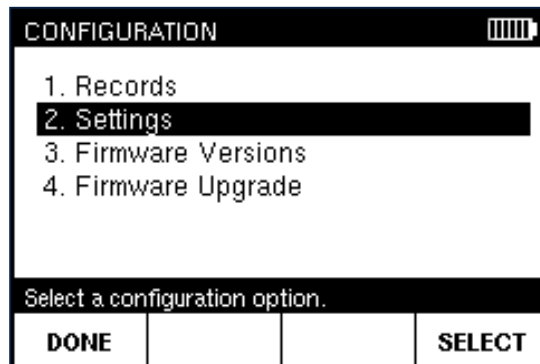 CONFIGURATION
1. Records
2. Settings
3. Firmware Versions
4. Firmware Upgrade
Select a configuration option.
DONE SELECT